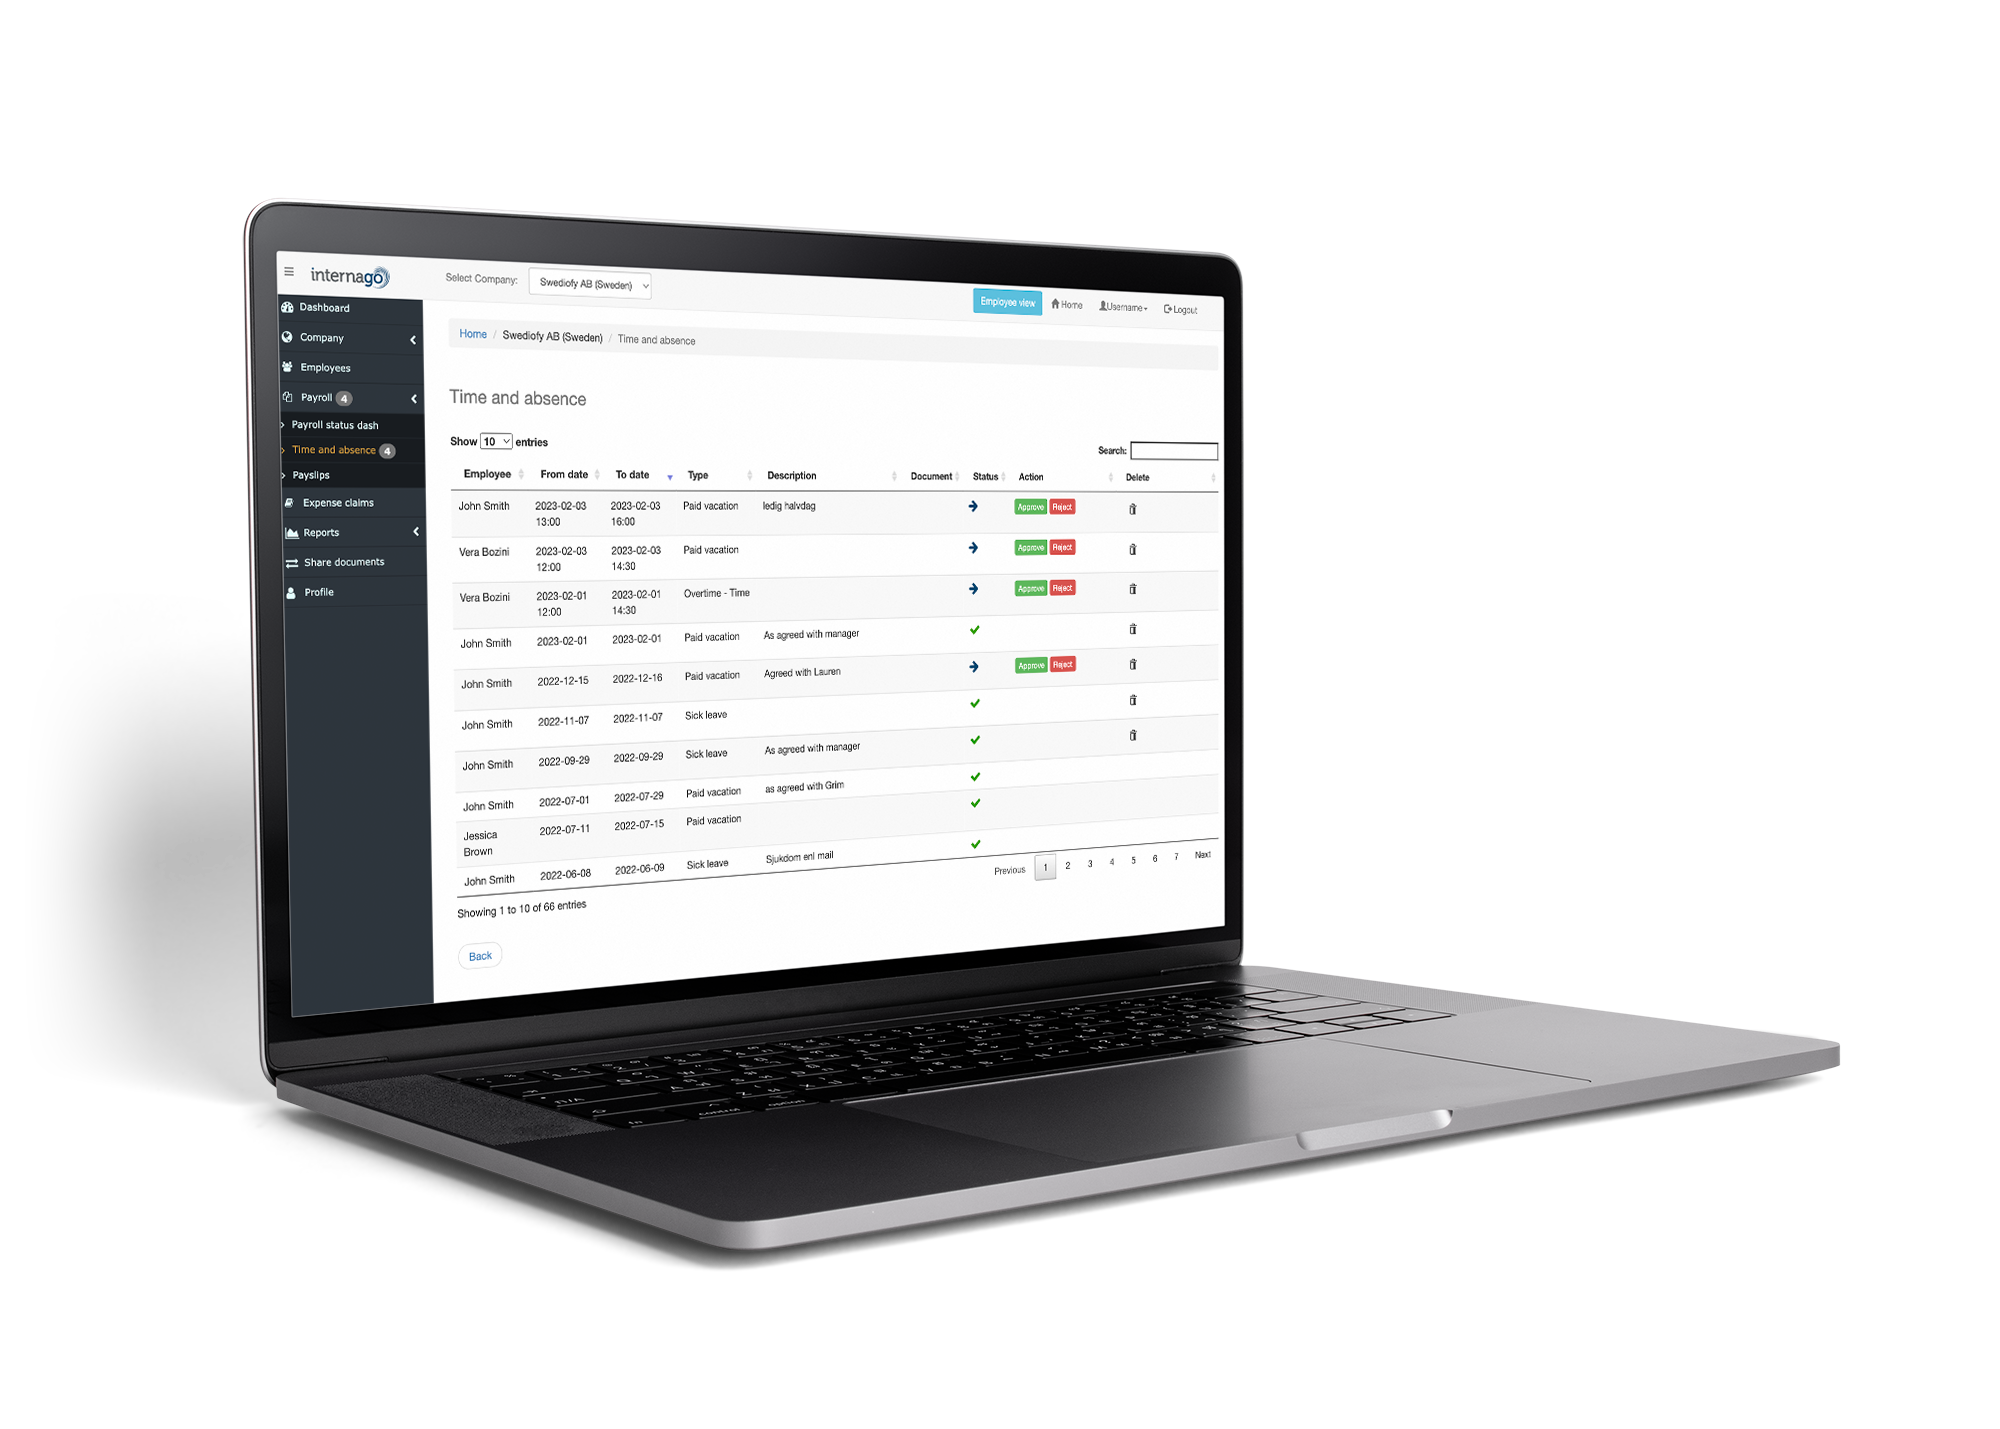 internago
Select Company: Swediofy AB (Sweden)
Employee view Home Username Logout
Dashboard
Company
Employees
Payroll 4
Payroll status dash
Time and absence 4
Payslips
Expense claims
Reports
Share documents
Profile
Home / Swediofy AB (Sweden) / Time and absence
Time and absence
Show 10 entries
Search:
Employee From date To date Type Description Document Status Action Delete
John Smith 2023-02-03 13:00 2023-02-03 16:00 Paid vacation ledig halvdag Approve Reject
Vera Bozini 2023-02-03 12:00 2023-02-03 14:30 Paid vacation Approve Reject
Vera Bozini 2023-02-01 12:00 2023-02-01 14:30 Overtime - Time Approve Reject
John Smith 2023-02-01 2023-02-01 Paid vacation As agreed with manager
John Smith 2022-12-15 2022-12-16 Paid vacation Agreed with Lauren Approve Reject
John Smith 2022-11-07 2022-11-07 Sick leave
John Smith 2022-09-29 2022-09-29 Sick leave As agreed with manager
John Smith 2022-07-01 2022-07-29 Paid vacation as agreed with Grim
Jessica Brown 2022-07-11 2022-07-15 Paid vacation
John Smith 2022-06-08 2022-06-09 Sick leave Sjukdom enl mail
Previous 1 2 3 4 5 6 7 Next
Showing 1 to 10 of 66 entries
Back
control option
fn